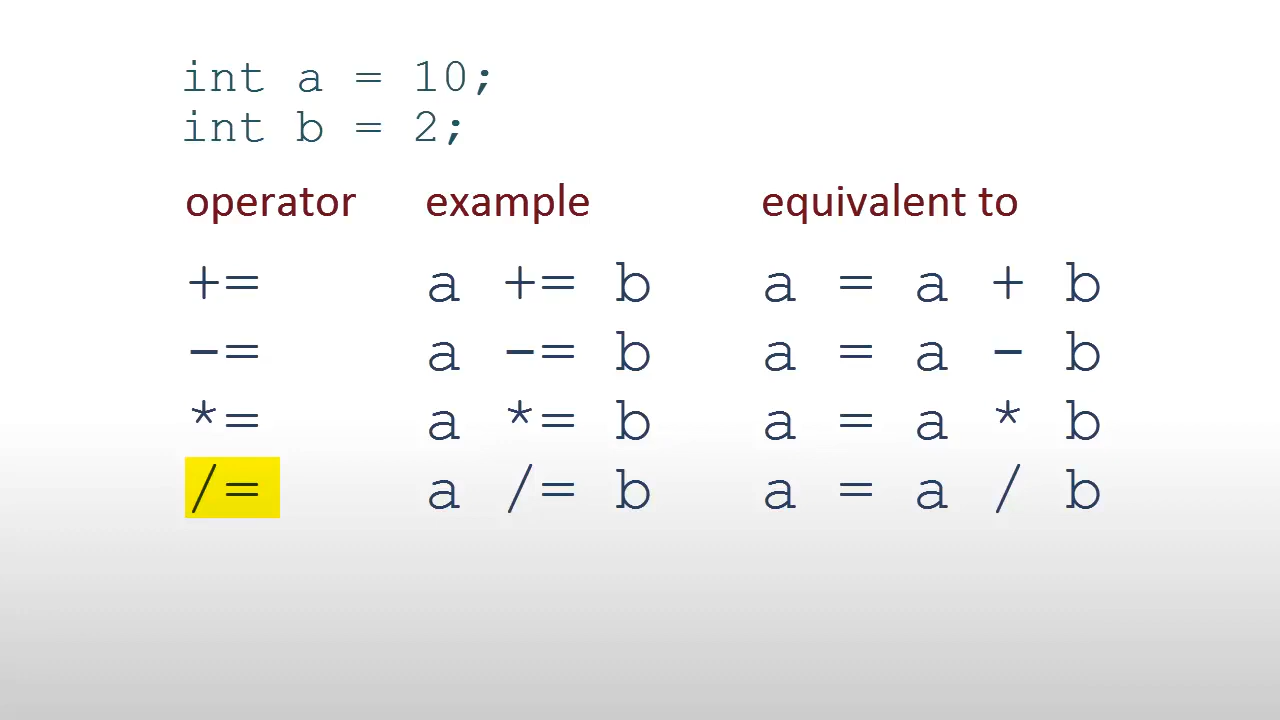 int a = 10;
int b = 2;
operator example equivalent to
+= a += b a = a + b
-= a -= b a = a - b
*= a *= b a = a * b
/= a /= b a = a / b